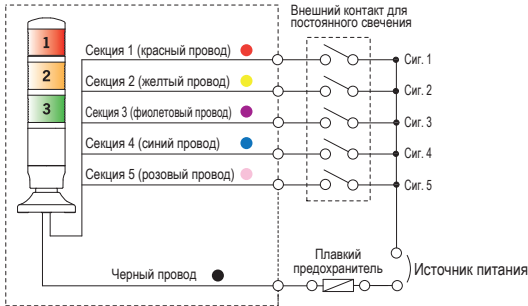 Внешний контакт для
постоянного свечения
1
2
3
Секция 1 (красный провод)
Сиг. 1
Секция 2 (желтый провод)
Сиг. 2
Секция 3 (фиолетовый провод)
Сиг. 3
Секция 4 (синий провод)
Сиг. 4
Секция 5 (розовый провод)
Сиг. 5
Черный провод
Плавкий
предохранитель
Источник питания